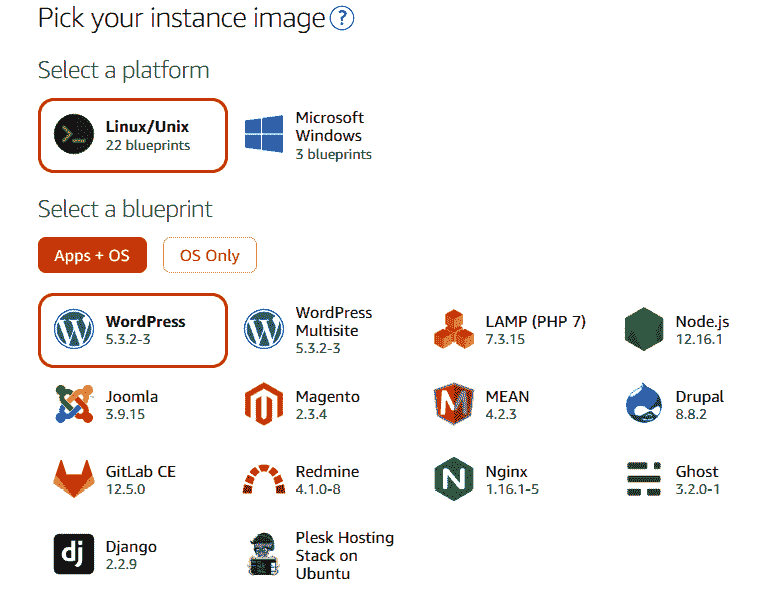 Pick your instance image ?
Select a platform
Linux/Unix
22 blueprints
Microsoft
Windows
3 blueprints
Select a blueprint
Apps + OS
OS Only
WordPress
5.3.2-3
WordPress
Multisite
5.3.2-3
LAMP (PHP 7)
7.3.15
Node.js
12.16.1
Joomla
3.9.15
Magento
2.3.4
MEAN
4.2.3
Drupal
8.8.2
GitLab CE
12.5.0
Redmine
4.1.0-8
Nginx
1.16.1-5
Ghost
3.2.0-1
dj
Django
2.2.9
Plesk Hosting
Stack on
Ubuntu